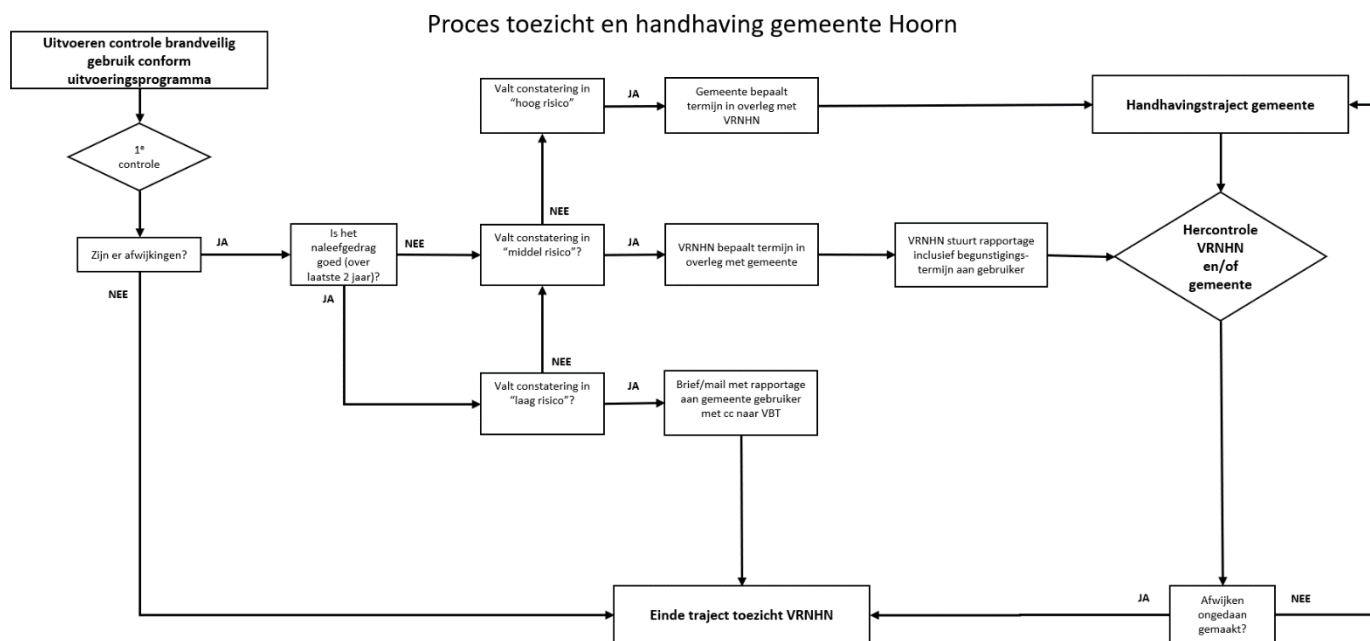 Proces toezicht en handhaving gemeente Hoorn
Uitvoeren controle brandveilig
gebruik conform
uitvoeringsprogramma
1e
controle
Zijn er afwijkingen?
JA
NEE
Is het
naleefgedrag
goed (over
laatste 2 jaar)?
NEE
JA
Valt constatering in
“hoog risico”
JA
Gemeente bepaalt
termijn in overleg met
VRNHN
Handhavingstraject gemeente
NEE
Valt constatering in
“middel risico”?
JA
VRNHN bepaalt termijn in
overleg met gemeente
VRNHN stuurt rapportage
inclusief begunstigings-
termijn aan gebruiker
Hercontrole
VRNHN
en/of
gemeente
NEE
Valt constatering in
“laag risico”?
JA
Brief/mail met rapportage
aan gemeente gebruiker
met cc naar VBT
Einde traject toezicht VRNHN
JA
Afwijken
ongedaan
gemaakt?
NEE